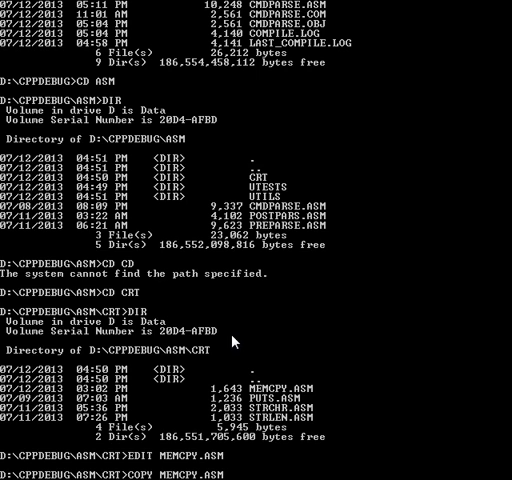 07/12/2013  05:11 PM            10,248 CMDPARSE.ASM
07/12/2013  11:01 AM             2,561 CMDPARSE.COM
07/12/2013  05:04 PM             2,561 CMDPARSE.OBJ
07/12/2013  05:04 PM             4,140 COMPILE.LOG
07/12/2013  04:58 PM             4,141 LAST_COMPILE.LOG
               6 File(s)         26,212 bytes
               9 Dir(s)  186,554,458,112 bytes free
D:\CPPDEBUG>CD ASM
D:\CPPDEBUG\ASM>DIR
 Volume in drive D is Data
 Volume Serial Number is 20D4-AFBD
 Directory of D:\CPPDEBUG\ASM
07/12/2013  04:51 PM    <DIR>          .
07/12/2013  04:51 PM    <DIR>          ..
07/12/2013  04:50 PM    <DIR>          CRT
07/12/2013  04:49 PM    <DIR>          UTESTS
07/12/2013  04:51 PM    <DIR>          UTILS
07/08/2013  08:09 PM             9,337 CMDPARSE.ASM
07/11/2013  03:22 AM             4,102 POSTPARS.ASM
07/11/2013  06:21 AM             9,623 PREPARSE.ASM
               3 File(s)         23,062 bytes
               5 Dir(s)  186,552,098,816 bytes free
D:\CPPDEBUG\ASM>CD CD
The system cannot find the path specified.
D:\CPPDEBUG\ASM>CD CRT
D:\CPPDEBUG\ASM\CRT>DIR
 Volume in drive D is Data
 Volume Serial Number is 20D4-AFBD
 Directory of D:\CPPDEBUG\ASM\CRT
07/12/2013  04:50 PM    <DIR>          .
07/12/2013  04:50 PM    <DIR>          ..
07/12/2013  03:02 PM             1,643 MEMCPY.ASM
07/09/2013  07:03 AM             1,236 PUTS.ASM
07/11/2013  05:36 PM             2,033 STRCHR.ASM
07/11/2013  07:26 PM             1,033 STRLEN.ASM
               4 File(s)          5,945 bytes
               2 Dir(s)  186,551,705,600 bytes free
D:\CPPDEBUG\ASM\CRT>EDIT MEMCPY.ASM
D:\CPPDEBUG\ASM\CRT>COPY MEMCPY.ASM